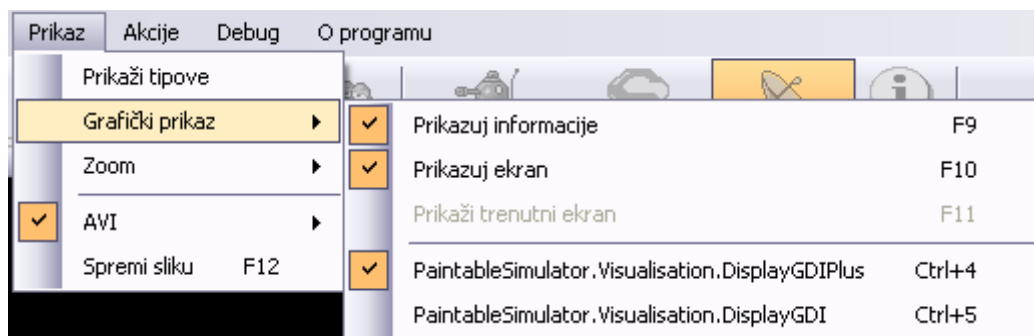 Prikaz Akcije Debug O programu
Prikaži tipove
Grafički prikaz
Zoom
AVI
Spremi sliku F12
Prikazuj informacije F9
Prikazuj ekran F10
Prikaži trenutni ekran F11
PaintableSimulator.Visualisation.DisplayGDIPlus Ctrl+4
PaintableSimulator.Visualisation.DisplayGDI Ctrl+5